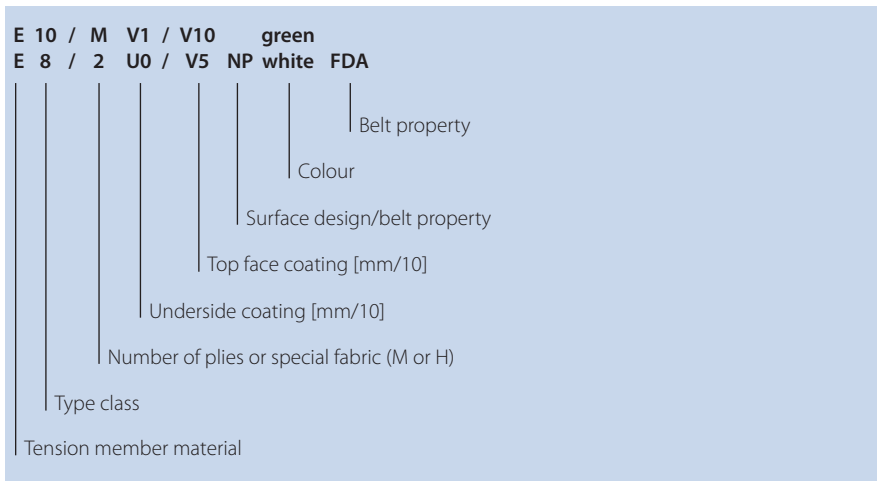 E 10 / M V1 / V10 green
E 8 / 2 U0 / V5 NP white FDA
Belt property
Colour
Surface design/belt property
Top face coating [mm/10]
Underside coating [mm/10]
Number of plies or special fabric (M or H)
Type class
Tension member material